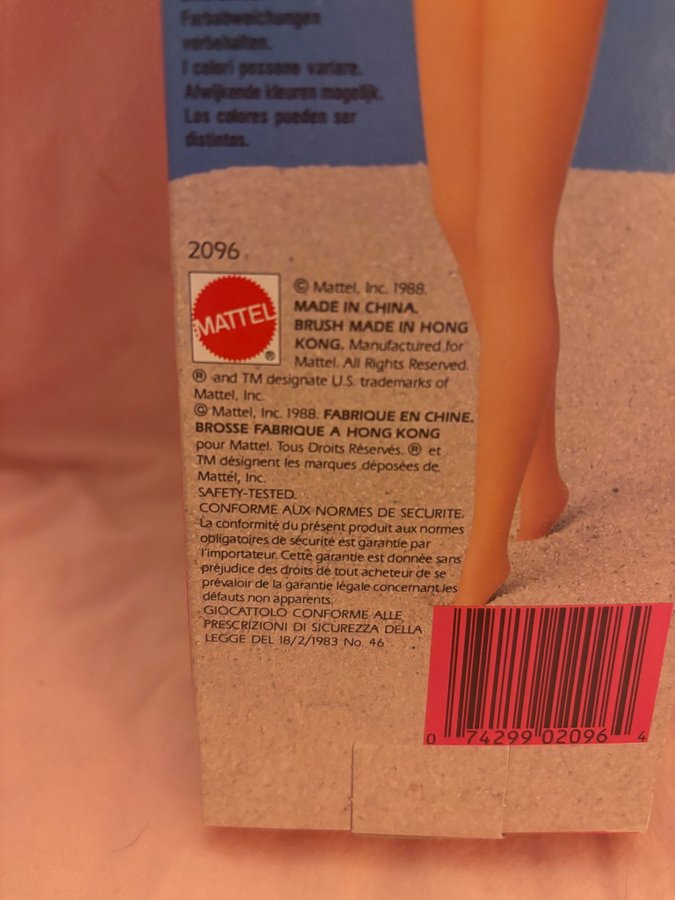 Farbabweichungen
vorbehalten.
I colori possono variare.
Afwijkende kleuren mogelijk.
Los colores pueden ser
distintos.
2096
MATTEL
®
© Mattel, Inc. 1988.
MADE IN CHINA.
BRUSH MADE IN HONG
KONG. Manufactured for
Mattel. All Rights Reserved.
® and TM designate U.S. trademarks of
Mattel, Inc.
© Mattel, Inc. 1988. FABRIQUE EN CHINE.
BROSSE FABRIQUE A HONG KONG
pour Mattel. Tous Droits Réservés. ® et
TM désignent les marques déposées de
Mattel, Inc.
SAFETY-TESTED.
CONFORME AUX NORMES DE SECURITE.
La conformité du présent produit aux normes
obligatoires de sécurité est garantie par
l'importateur. Cette garantie est donnée sans
préjudice des droits de tout acheteur de se
prévaloir de la garantie légale concernant les
défauts non apparents.
GIOCATTOLO CONFORME ALLE
PRESCRIZIONI DI SICUREZZA DELLA
LEGGE DEL 18/2/1983 No. 46
0 74299 02096 4